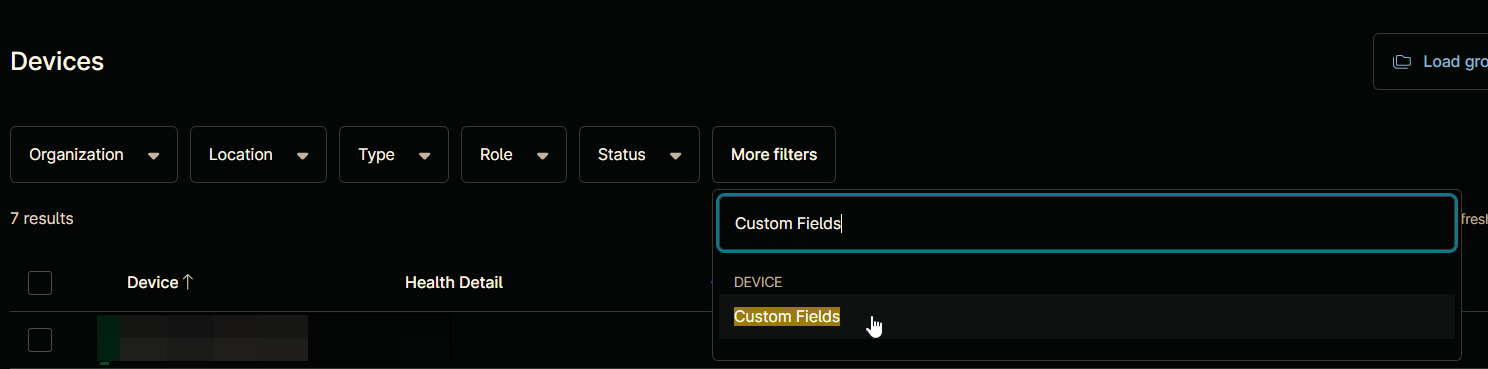 Devices
Load gro
Organization
Location
Type
Role
Status
More filters
7 results
Custom Fields
fresh
Device
Health Detail
DEVICE
Custom Fields